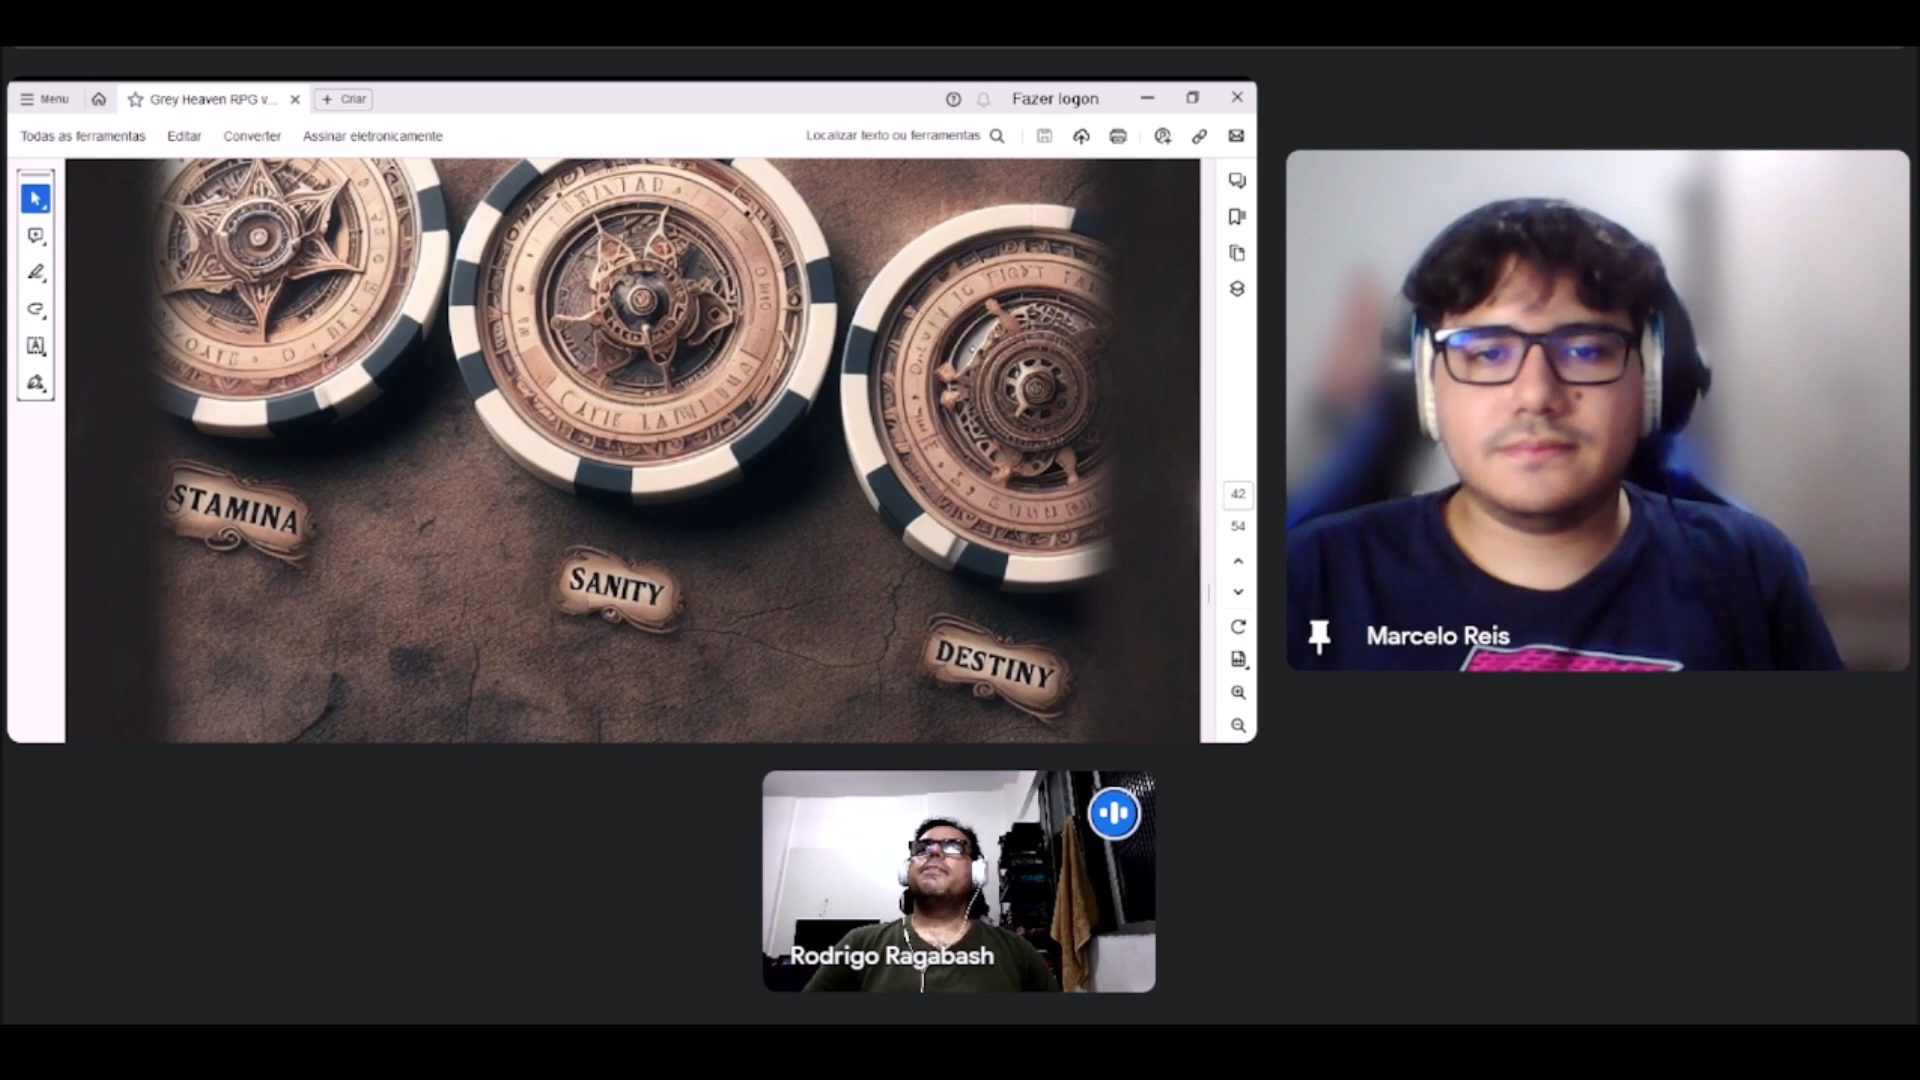 Menu
Grey Heaven RPG v...
Criar
Fazer logon
Todas as ferramentas
Editar
Converter
Assinar eletronicamente
Localizar texto ou ferramentas
STAMINA
SANITY
DESTINY
42
54
Marcelo Reis
Rodrigo Ragabash